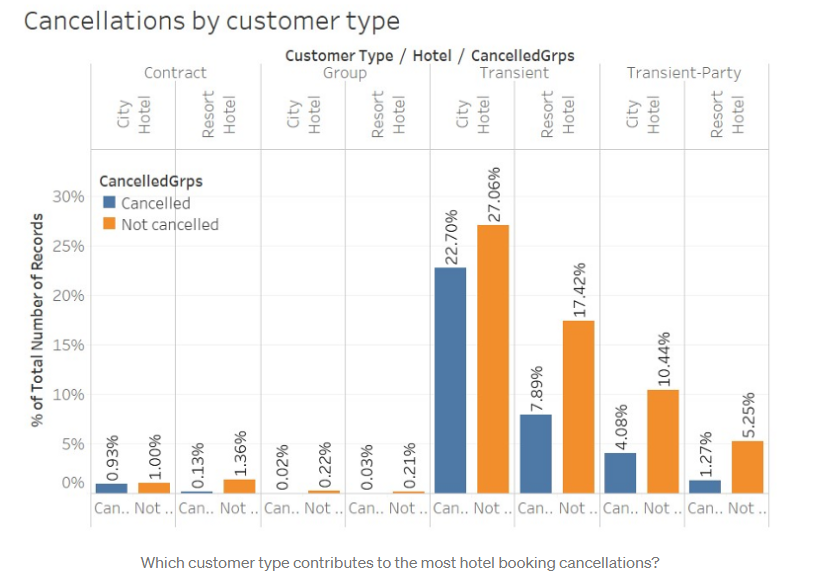 Cancellations by customer type
Customer Type / Hotel / CancelledGrps
Contract Group Transient Transient-Party
City Hotel Resort Hotel City Hotel Resort Hotel City Hotel Resort Hotel City Hotel Resort Hotel
CancelledGrps
Cancelled
Not cancelled
% of Total Number of Records
30%
25%
20%
15%
10%
5%
0%
0.93% 1.00% 0.13% 1.36% 0.02% 0.22% 0.03% 0.21% 22.70% 27.06% 7.89% 17.42% 4.08% 10.44% 1.27% 5.25%
Can.. Not .. Can.. Not .. Can.. Not .. Can.. Not .. Can.. Not .. Can.. Not .. Can.. Not .. Can.. Not ..
Which customer type contributes to the most hotel booking cancellations?